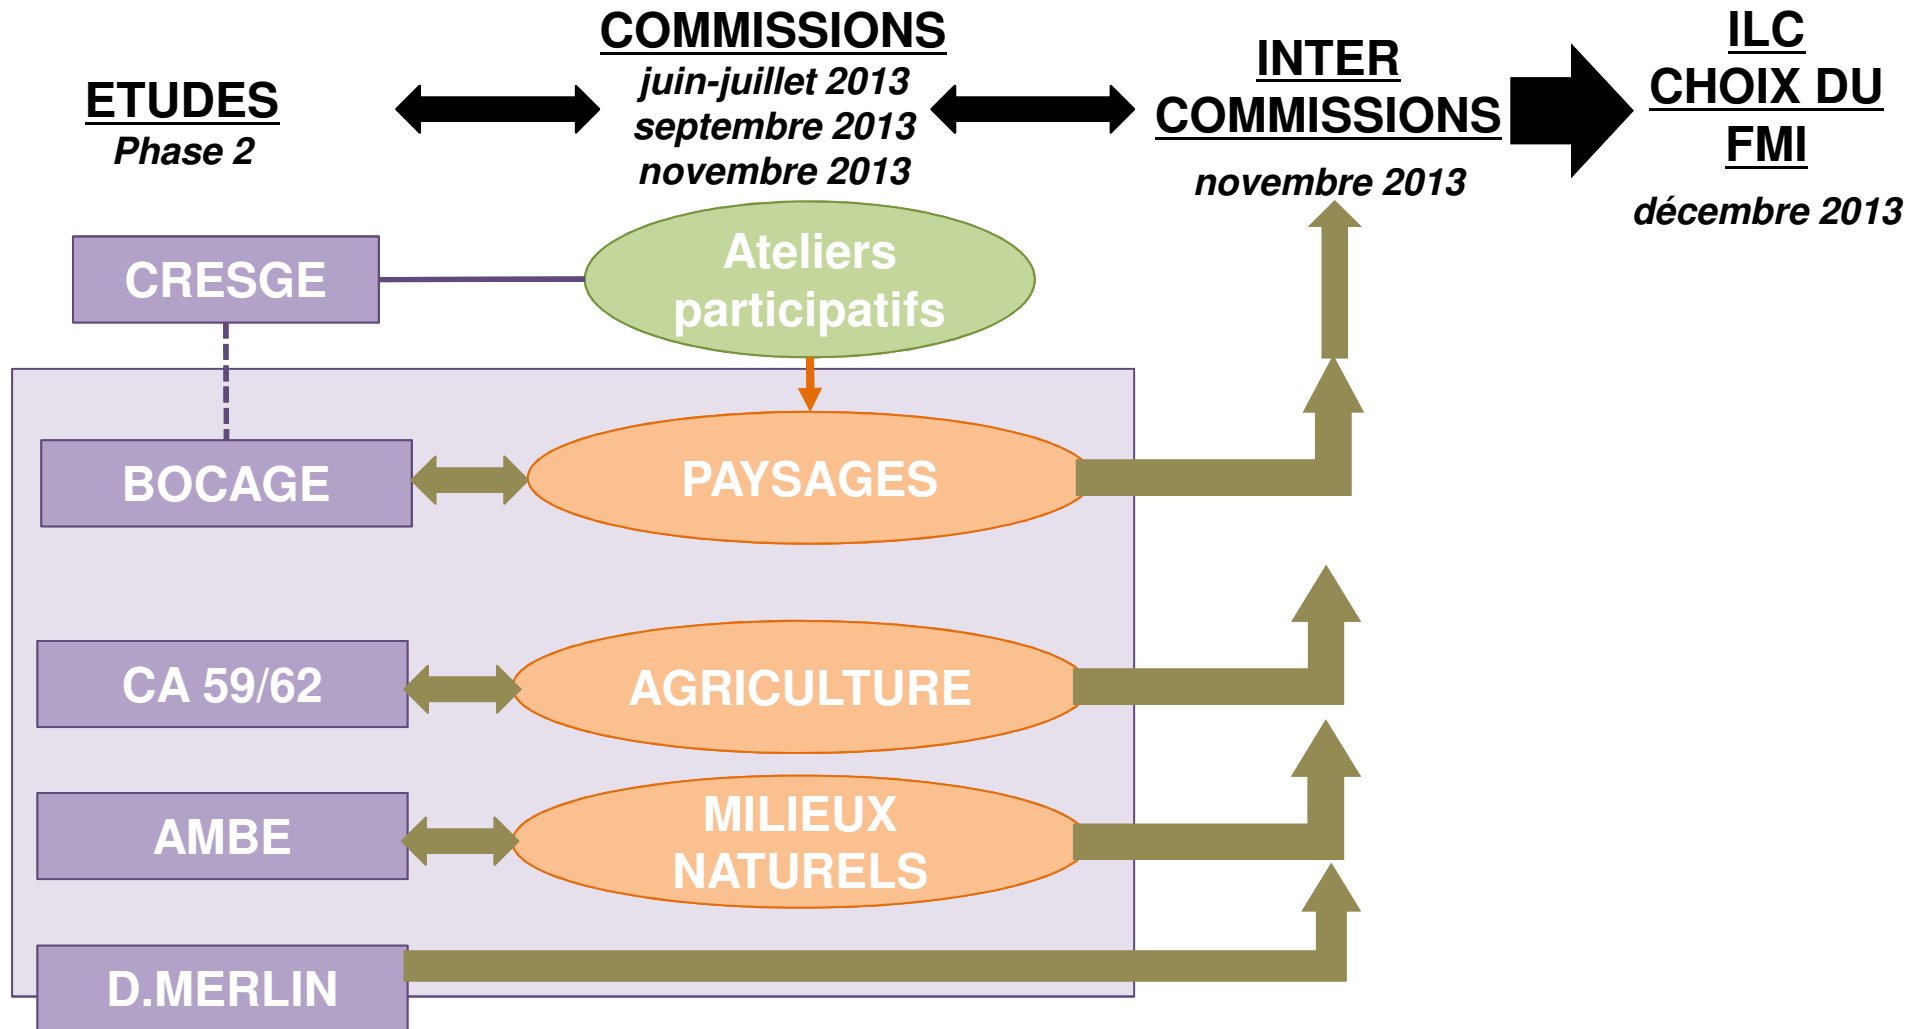 ETUDES
Phase 2
COMMISSIONS
juin-juillet 2013
septembre 2013
novembre 2013
INTER
COMMISSIONS
novembre 2013
ILC
CHOIX DU
FMI
décembre 2013
CRESGE
Ateliers
participatifs
BOCAGE
PAYSAGES
CA 59/62
AGRICULTURE
AMBE
MILIEUX
NATURELS
D.MERLIN